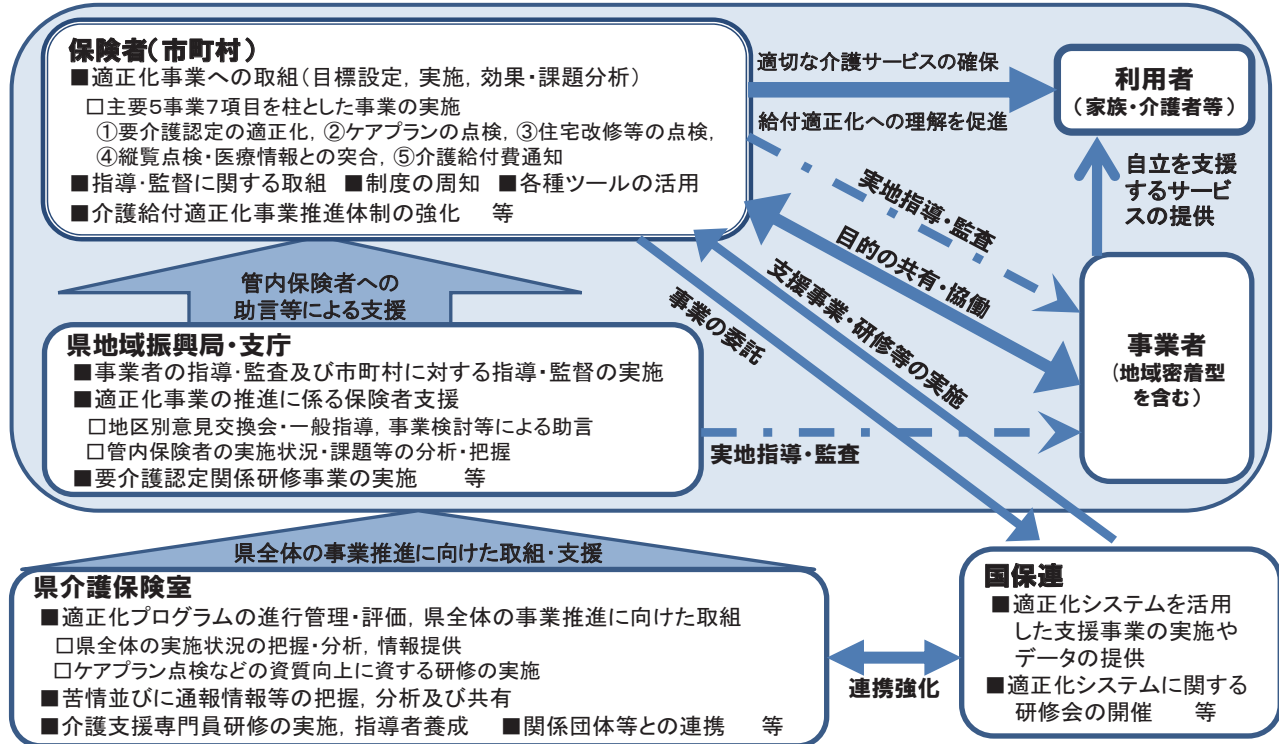 保険者(市町村)
■適正化事業への取組(目標設定,実施,効果・課題分析)
□主要5事業7項目を柱とした事業の実施
①要介護認定の適正化,②ケアプランの点検,③住宅改修等の点検,
④縦覧点検・医療情報との突合,⑤介護給付費通知
■指導・監督に関する取組 ■制度の周知 ■各種ツールの活用
■介護給付適正化事業推進体制の強化 等
適切な介護サービスの確保
給付適正化への理解を促進
利用者
(家族・介護者等)
自立を支援
するサービ
スの提供
実地指導・監査
目的の共有・協働
支援事業・研修等の実施
事業の委託
事業者
(地域密着型
を含む)
管内保険者への
助言等による支援
県地域振興局・支庁
■事業者の指導・監査及び市町村に対する指導・監督の実施
■適正化事業の推進に係る保険者支援
□地区別意見交換会・一般指導,事業検討等による助言
□管内保険者の実施状況・課題等の分析・把握
■要介護認定関係研修事業の実施 等
実地指導・監査
県全体の事業推進に向けた取組・支援
県介護保険室
■適正化プログラムの進行管理・評価,県全体の事業推進に向けた取組
□県全体の実施状況の把握・分析,情報提供
□ケアプラン点検などの資質向上に資する研修の実施
■苦情並びに通報情報等の把握,分析及び共有
■介護支援専門員研修の実施,指導者養成 ■関係団体等との連携 等
連携強化
国保連
■適正化システムを活用
した支援事業の実施や
データの提供
■適正化システムに関する
研修会の開催 等